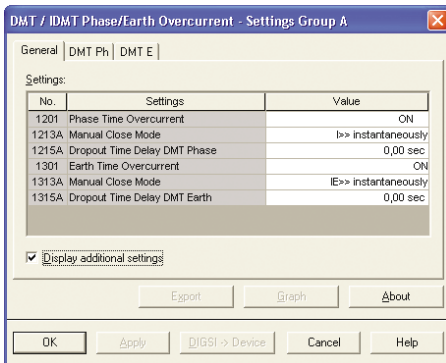 DMT / IDMT Phase/Earth Overcurrent - Settings Group A
General DMT Ph DMT E
Settings:
No. Settings Value
1201 Phase Time Overcurrent ON
1213A Manual Close Mode I>> instantaneously
1215A Dropout Time Delay DMT Phase 0,00 sec
1301 Earth Time Overcurrent ON
1313A Manual Close Mode IE>> instantaneously
1315A Dropout Time Delay DMT Earth 0,00 sec
Display additional settings
Export Graph About
OK Apply DIGSI -> Device Cancel Help